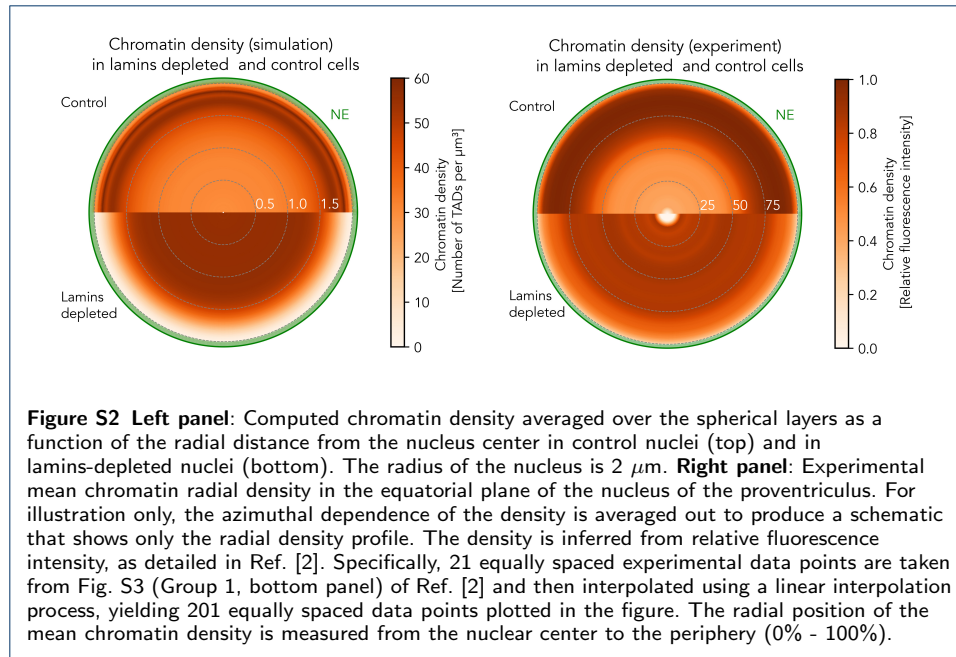 Chromatin density (simulation)
in lamins depleted and control cells
Control
NE
0.5 1.0 1.5
Lamins
depleted
60
50
40
30
20
10
0
Chromatin density
[Number of TADs per μm³]
Chromatin density (experiment)
in lamins depleted and control cells
Control
NE
25 50 75
Lamins
depleted
1.0
0.8
0.6
0.4
0.2
0.0
Chromatin density
[Relative fluorescence intensity]
Figure S2 Left panel: Computed chromatin density averaged over the spherical layers as a
function of the radial distance from the nucleus center in control nuclei (top) and in
lamins-depleted nuclei (bottom). The radius of the nucleus is 2 μm. Right panel: Experimental
mean chromatin radial density in the equatorial plane of the nucleus of the proventriculus. For
illustration only, the azimuthal dependence of the density is averaged out to produce a schematic
that shows only the radial density profile. The density is inferred from relative fluorescence
intensity, as detailed in Ref. [2]. Specifically, 21 equally spaced experimental data points are taken
from Fig. S3 (Group 1, bottom panel) of Ref. [2] and then interpolated using a linear interpolation
process, yielding 201 equally spaced data points plotted in the figure. The radial position of the
mean chromatin density is measured from the nuclear center to the periphery (0% - 100%).